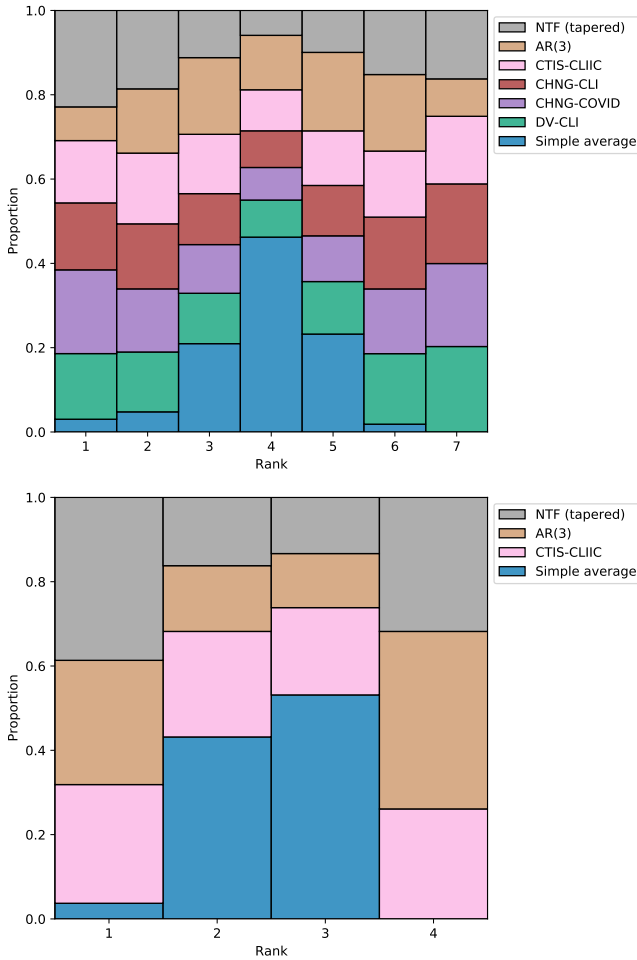 1.0
0.8
0.6
0.4
0.2
0.0
Proportion
1 2 3 4 5 6 7
Rank
NTF (tapered)
AR(3)
CTIS-CLIIC
CHNG-CLI
CHNG-COVID
DV-CLI
Simple average
1.0
0.8
0.6
0.4
0.2
0.0
Proportion
1 2 3 4
Rank
NTF (tapered)
AR(3)
CTIS-CLIIC
Simple average